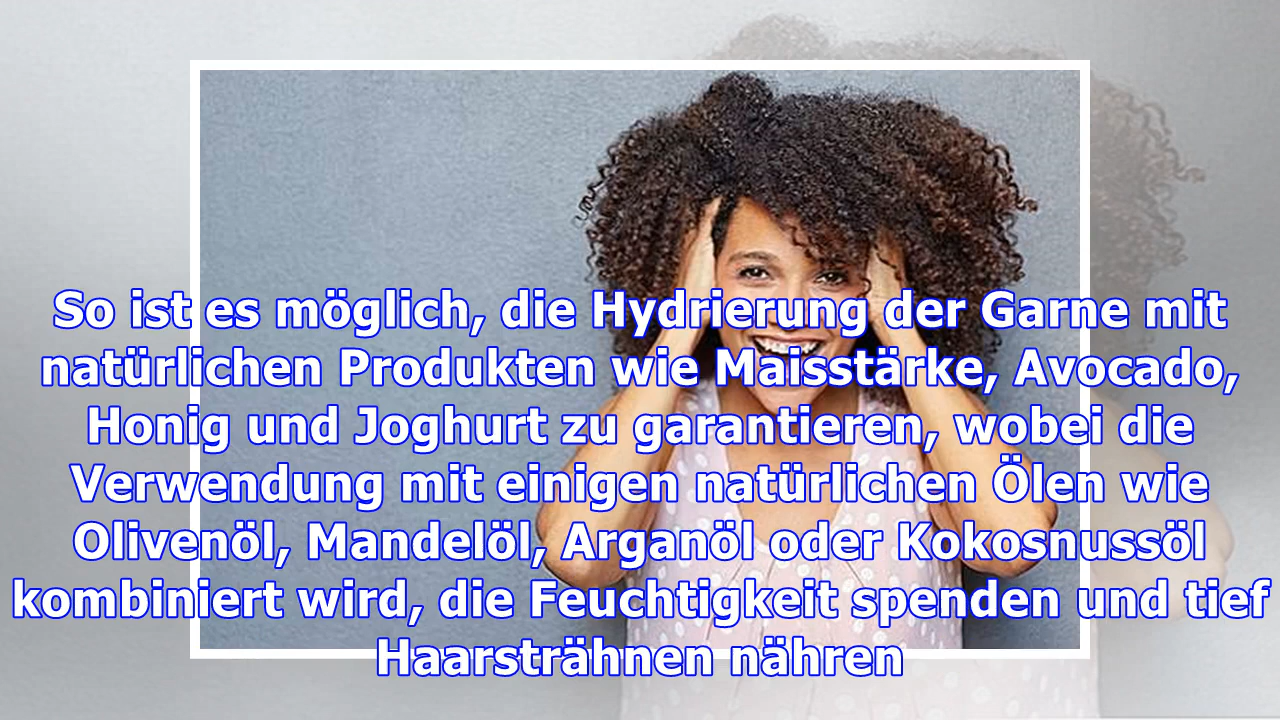 So ist es möglich, die Hydrierung der Garne mit
natürlichen Produkten wie Maisstärke, Avocado,
Honig und Joghurt zu garantieren, wobei die
Verwendung mit einigen natürlichen Ölen wie
Olivenöl, Mandelöl, Arganöl oder Kokosnussöl
kombiniert wird, die Feuchtigkeit spenden und tief
Haarsträhnen nähren